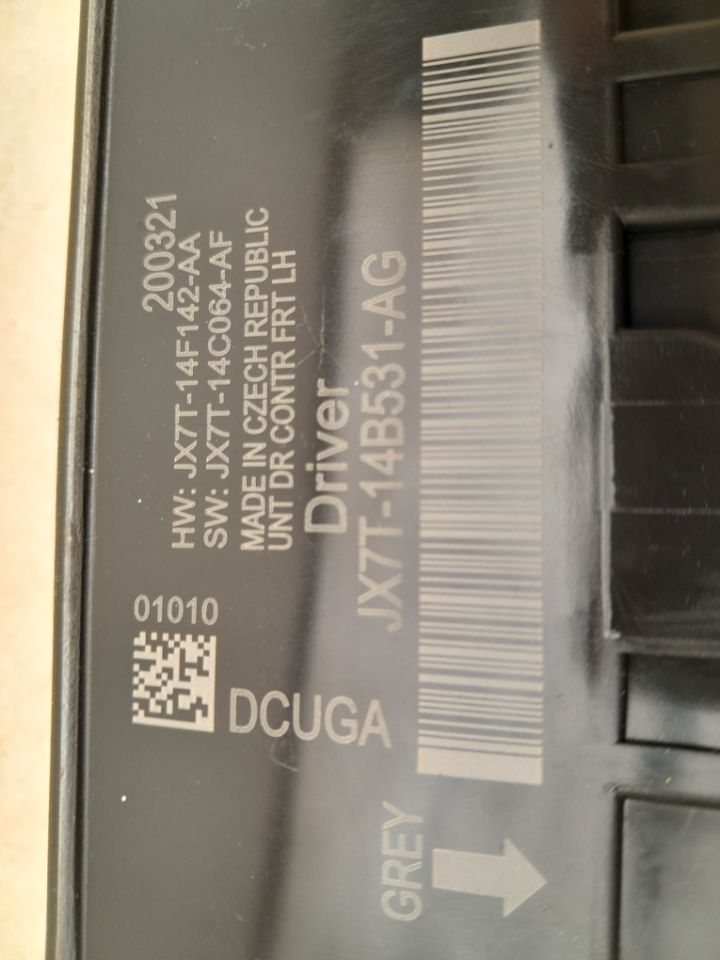 200321
HW: JX7T-14F142-AA
SW: JX7T-14C064-AF
MADE IN CZECH REPUBLIC
UNT DR CONTR FRT LH
Driver
JX7T-14B531-AG
01010
DCUGA
GREY